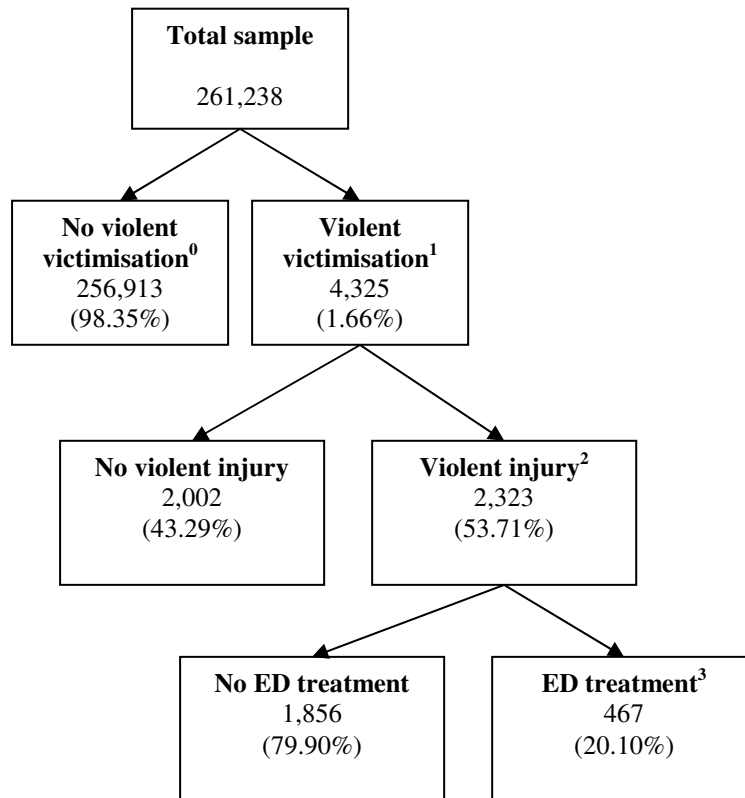 Total sample
261,238
No violent
victimisation⁰
256,913
(98.35%)
Violent
victimisation¹
4,325
(1.66%)
No violent injury
2,002
(43.29%)
Violent injury²
2,323
(53.71%)
No ED treatment
1,856
(79.90%)
ED treatment³
467
(20.10%)